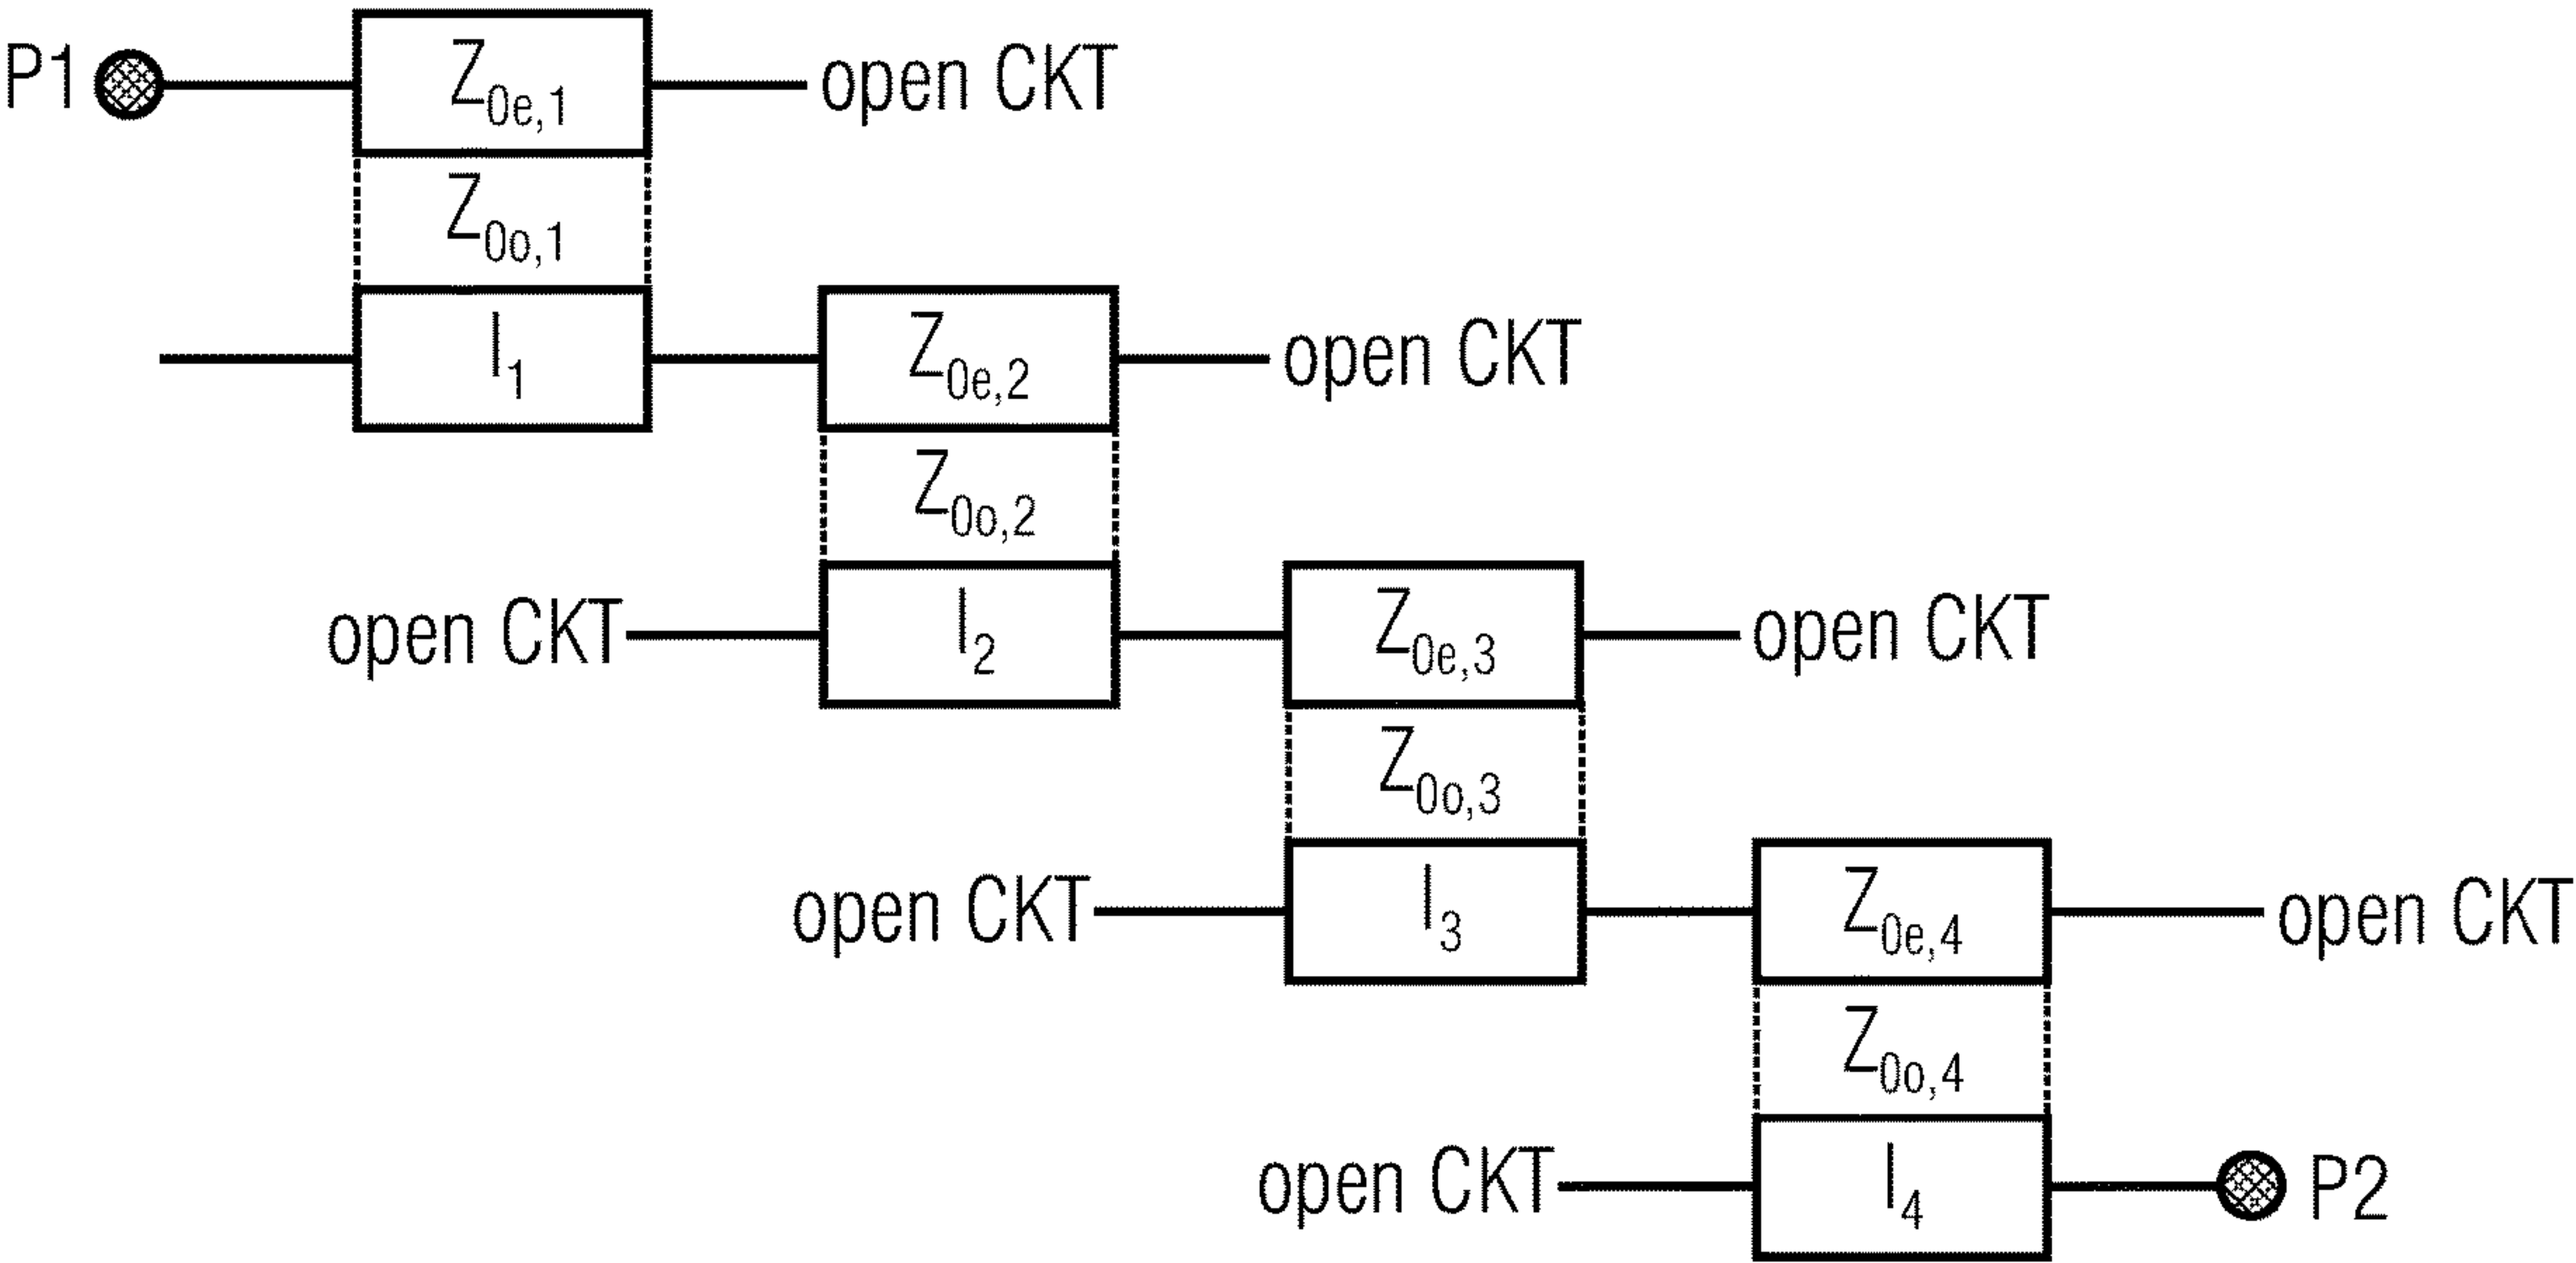 P1 Z0e,1 open CKT
Z0o,1
l1 Z0e,2 open CKT
Z0o,2
open CKT l2 Z0e,3 open CKT
Z0o,3
open CKT l3 Z0e,4 open CKT
Z0o,4
open CKT l4 P2